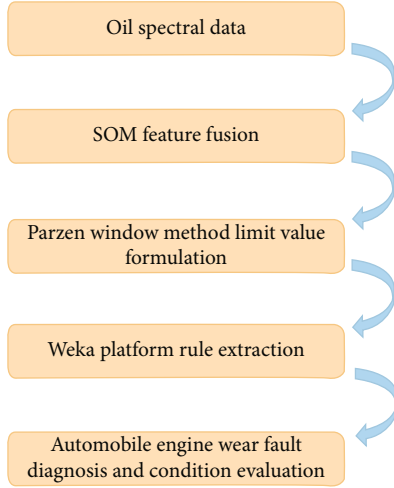 Oil spectral data
SOM feature fusion
Parzen window method limit value
formulation
Weka platform rule extraction
Automobile engine wear fault
diagnosis and condition evaluation